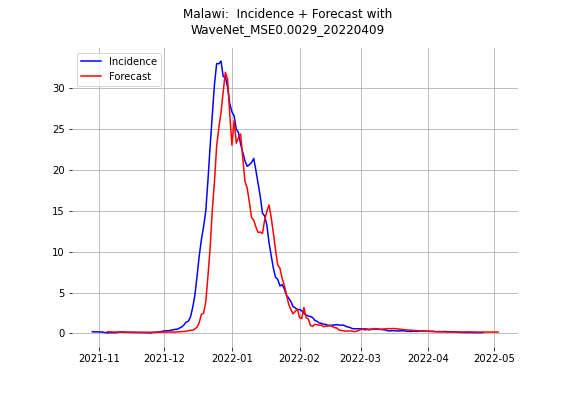 Malawi:  Incidence + Forecast with
WaveNet_MSE0.0029_20220409
Incidence
Forecast
30
25
20
15
10
5
0
2021-11 2021-12 2022-01 2022-02 2022-03 2022-04 2022-05